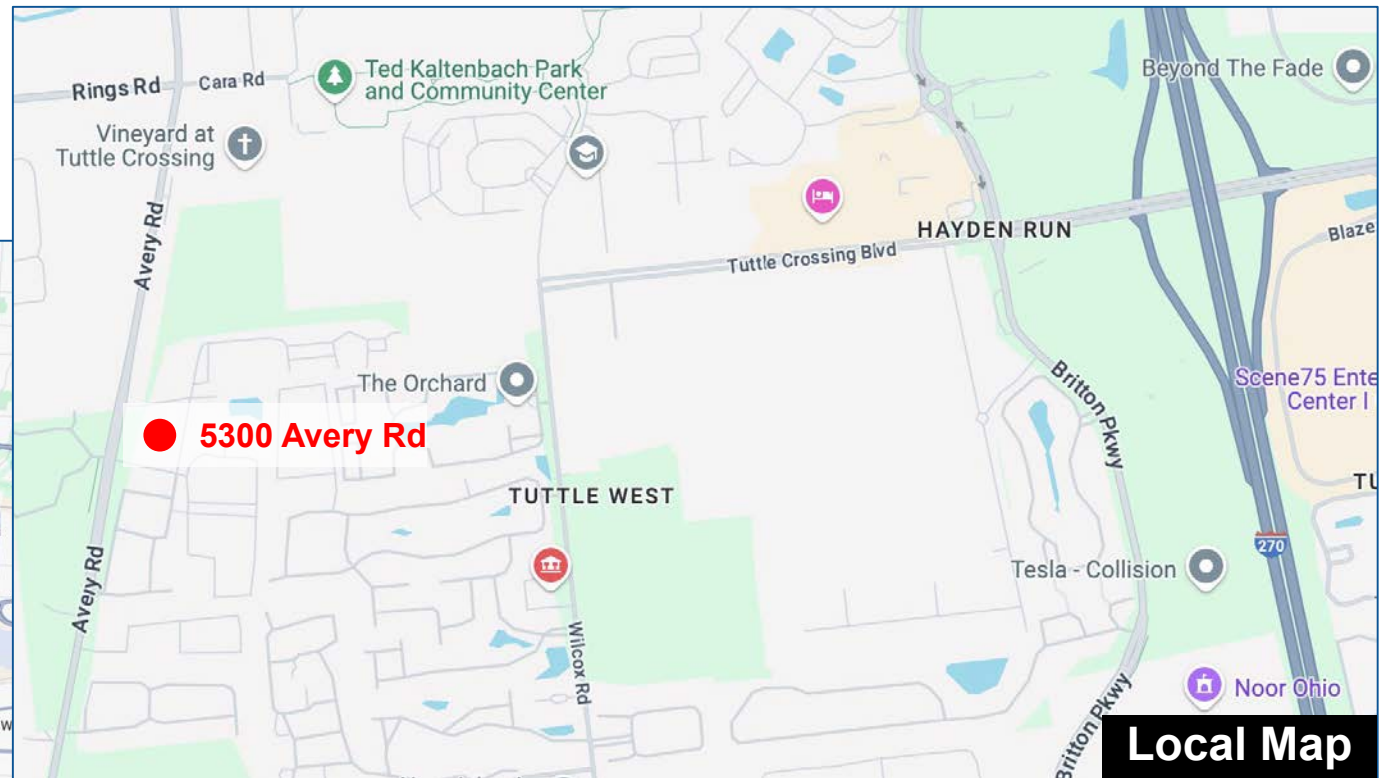 Rings Rd
Cara Rd
Ted Kaltenbach Park
and Community Center
Beyond The Fade
Vineyard at
Tuttle Crossing
Avery Rd
HAYDEN RUN
Blaze
Tuttle Crossing Blvd
The Orchard
Britton Pkwy
Scene75 Ente
Center I
5300 Avery Rd
TUTTLE WEST
TU
270
Avery Rd
Tesla - Collision
Wilcox Rd
Noor Ohio
Britton Pkwy
w
Local Map